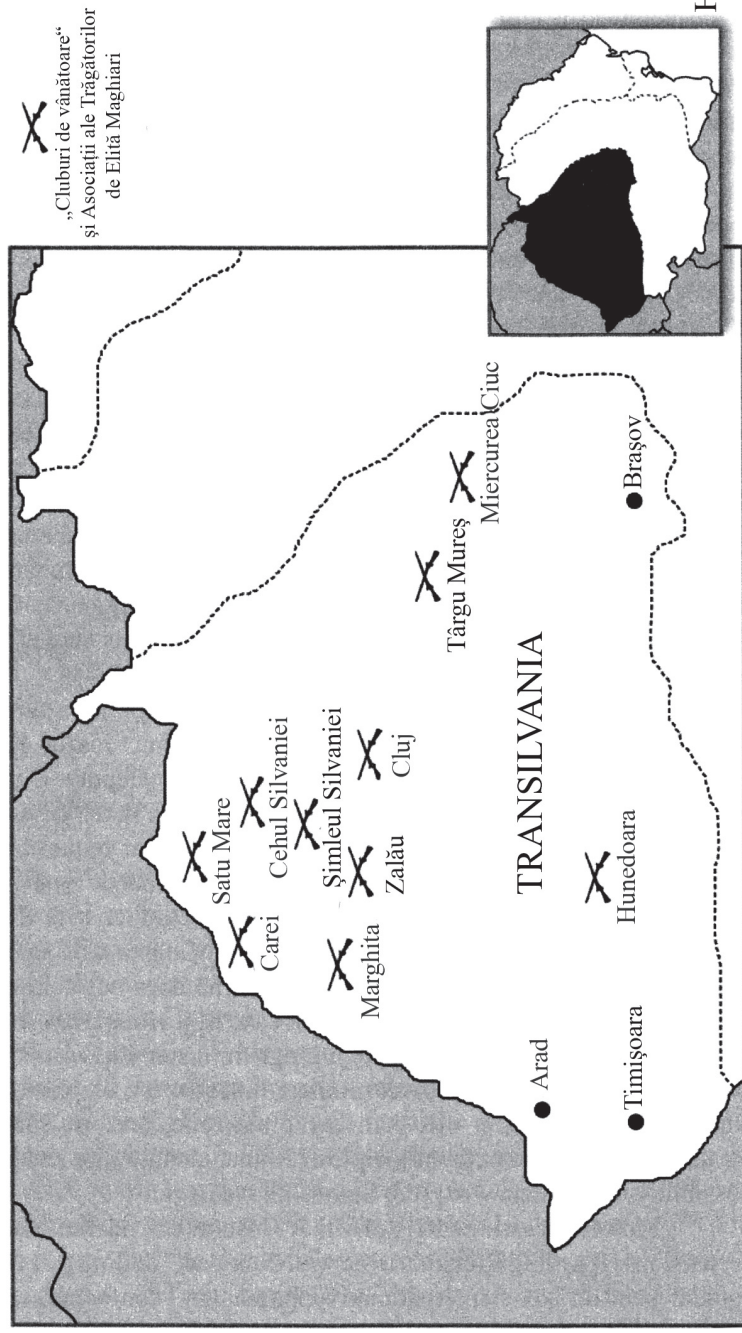 „Cluburi de vânătoare“
și Asociații ale Trăgătorilor
de Elită Maghiari
Satu Mare
Carei
Cehul Silvaniei
Șimleul Silvaniei
Marghita
Zalău
Cluj
Târgu Mureș
Miercurea Ciuc
TRANSILVANIA
Arad
Hunedoara
Timișoara
Brașov
H